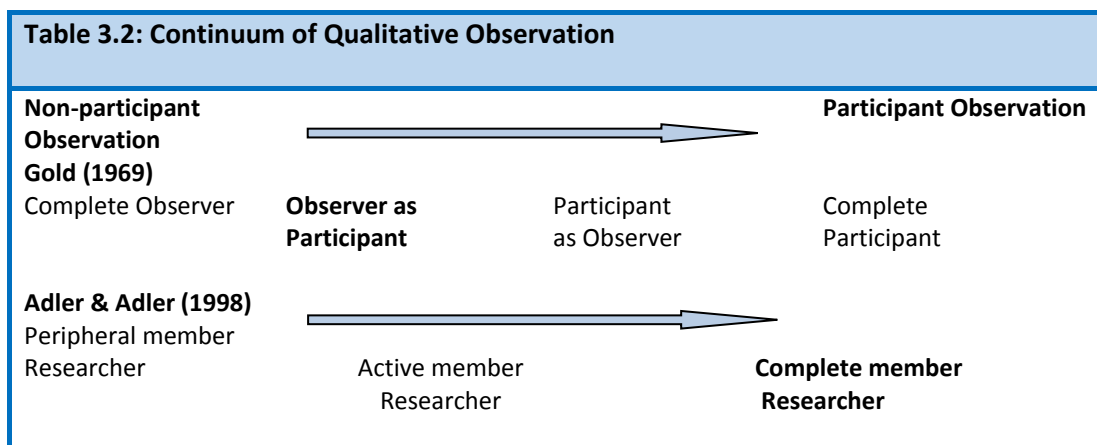 Table 3.2: Continuum of Qualitative Observation
Non-participant Participant Observation
Observation
Gold (1969)
Complete Observer Observer as Participant Complete
Participant as Observer Participant
Adler & Adler (1998)
Peripheral member
Researcher Active member Complete member
Researcher Researcher